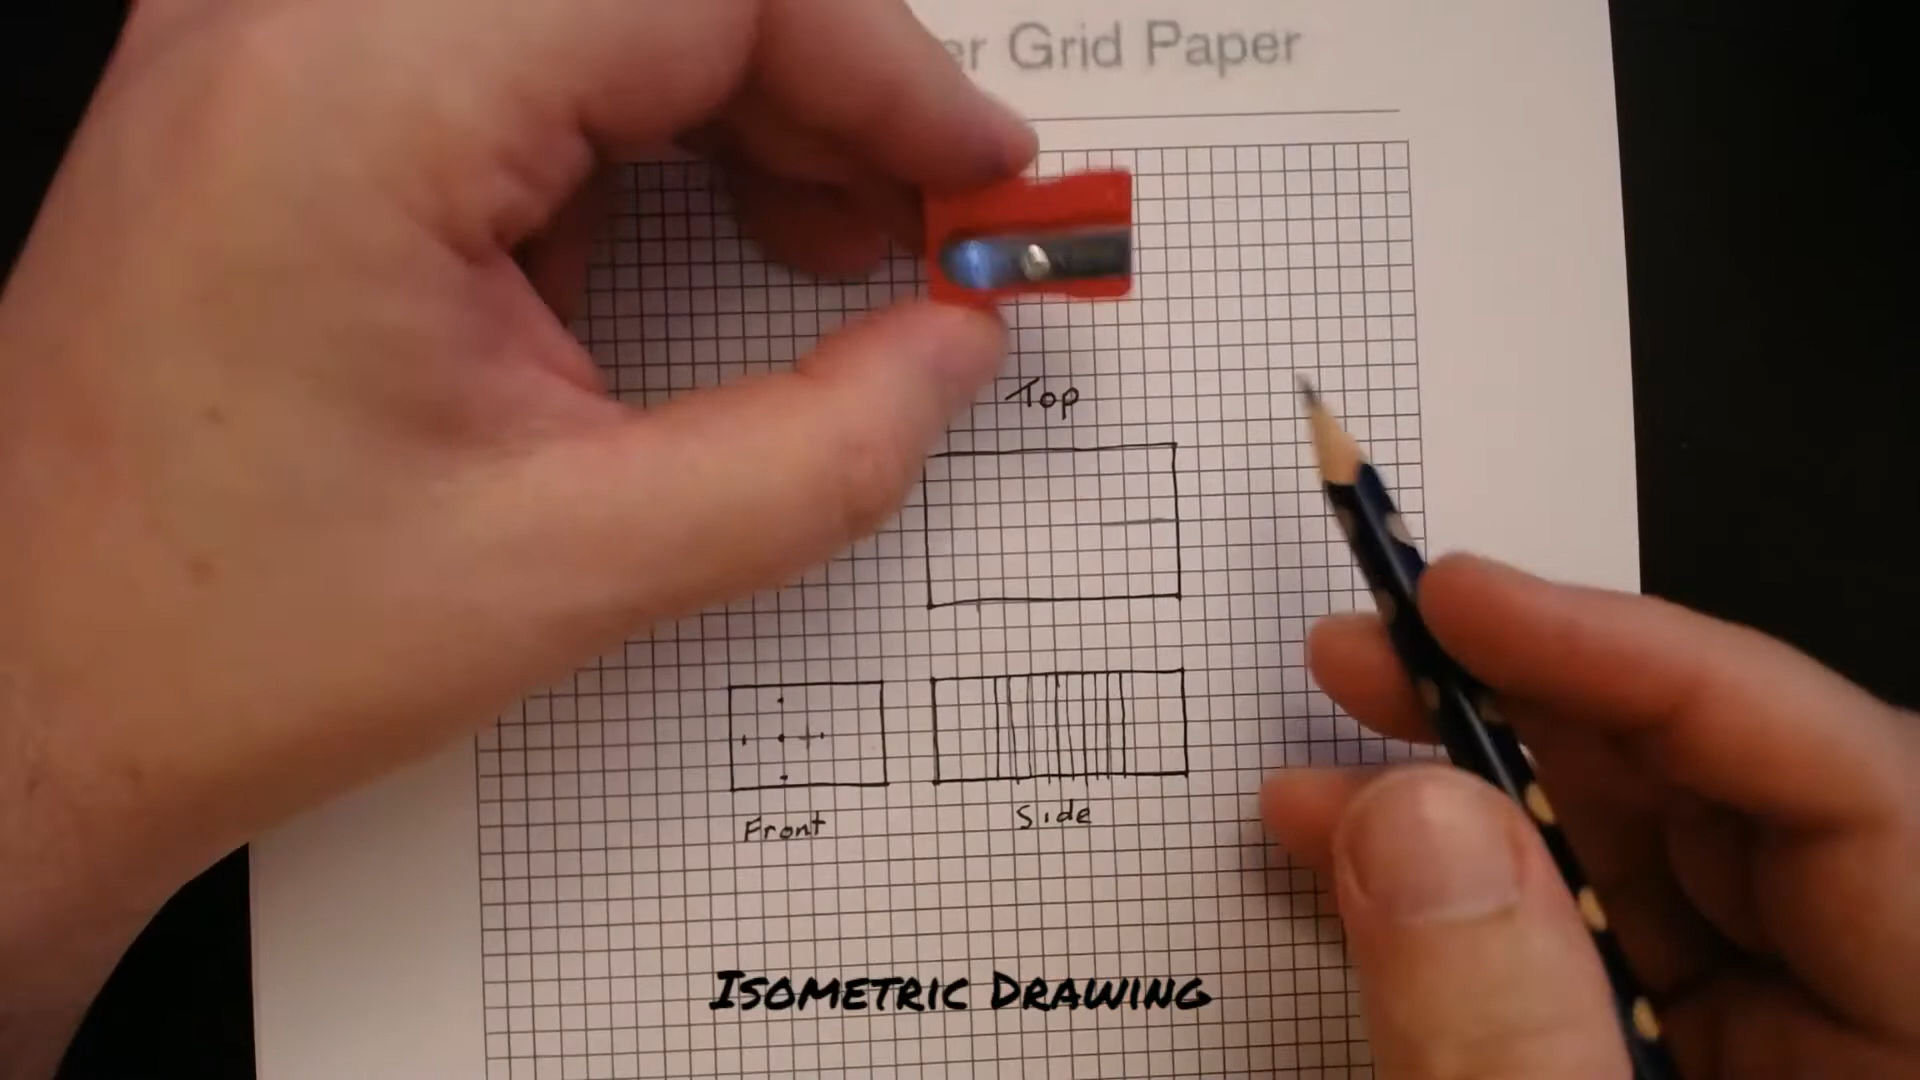 Grid Paper
Top
Front
Side
ISOMETRIC DRAWING